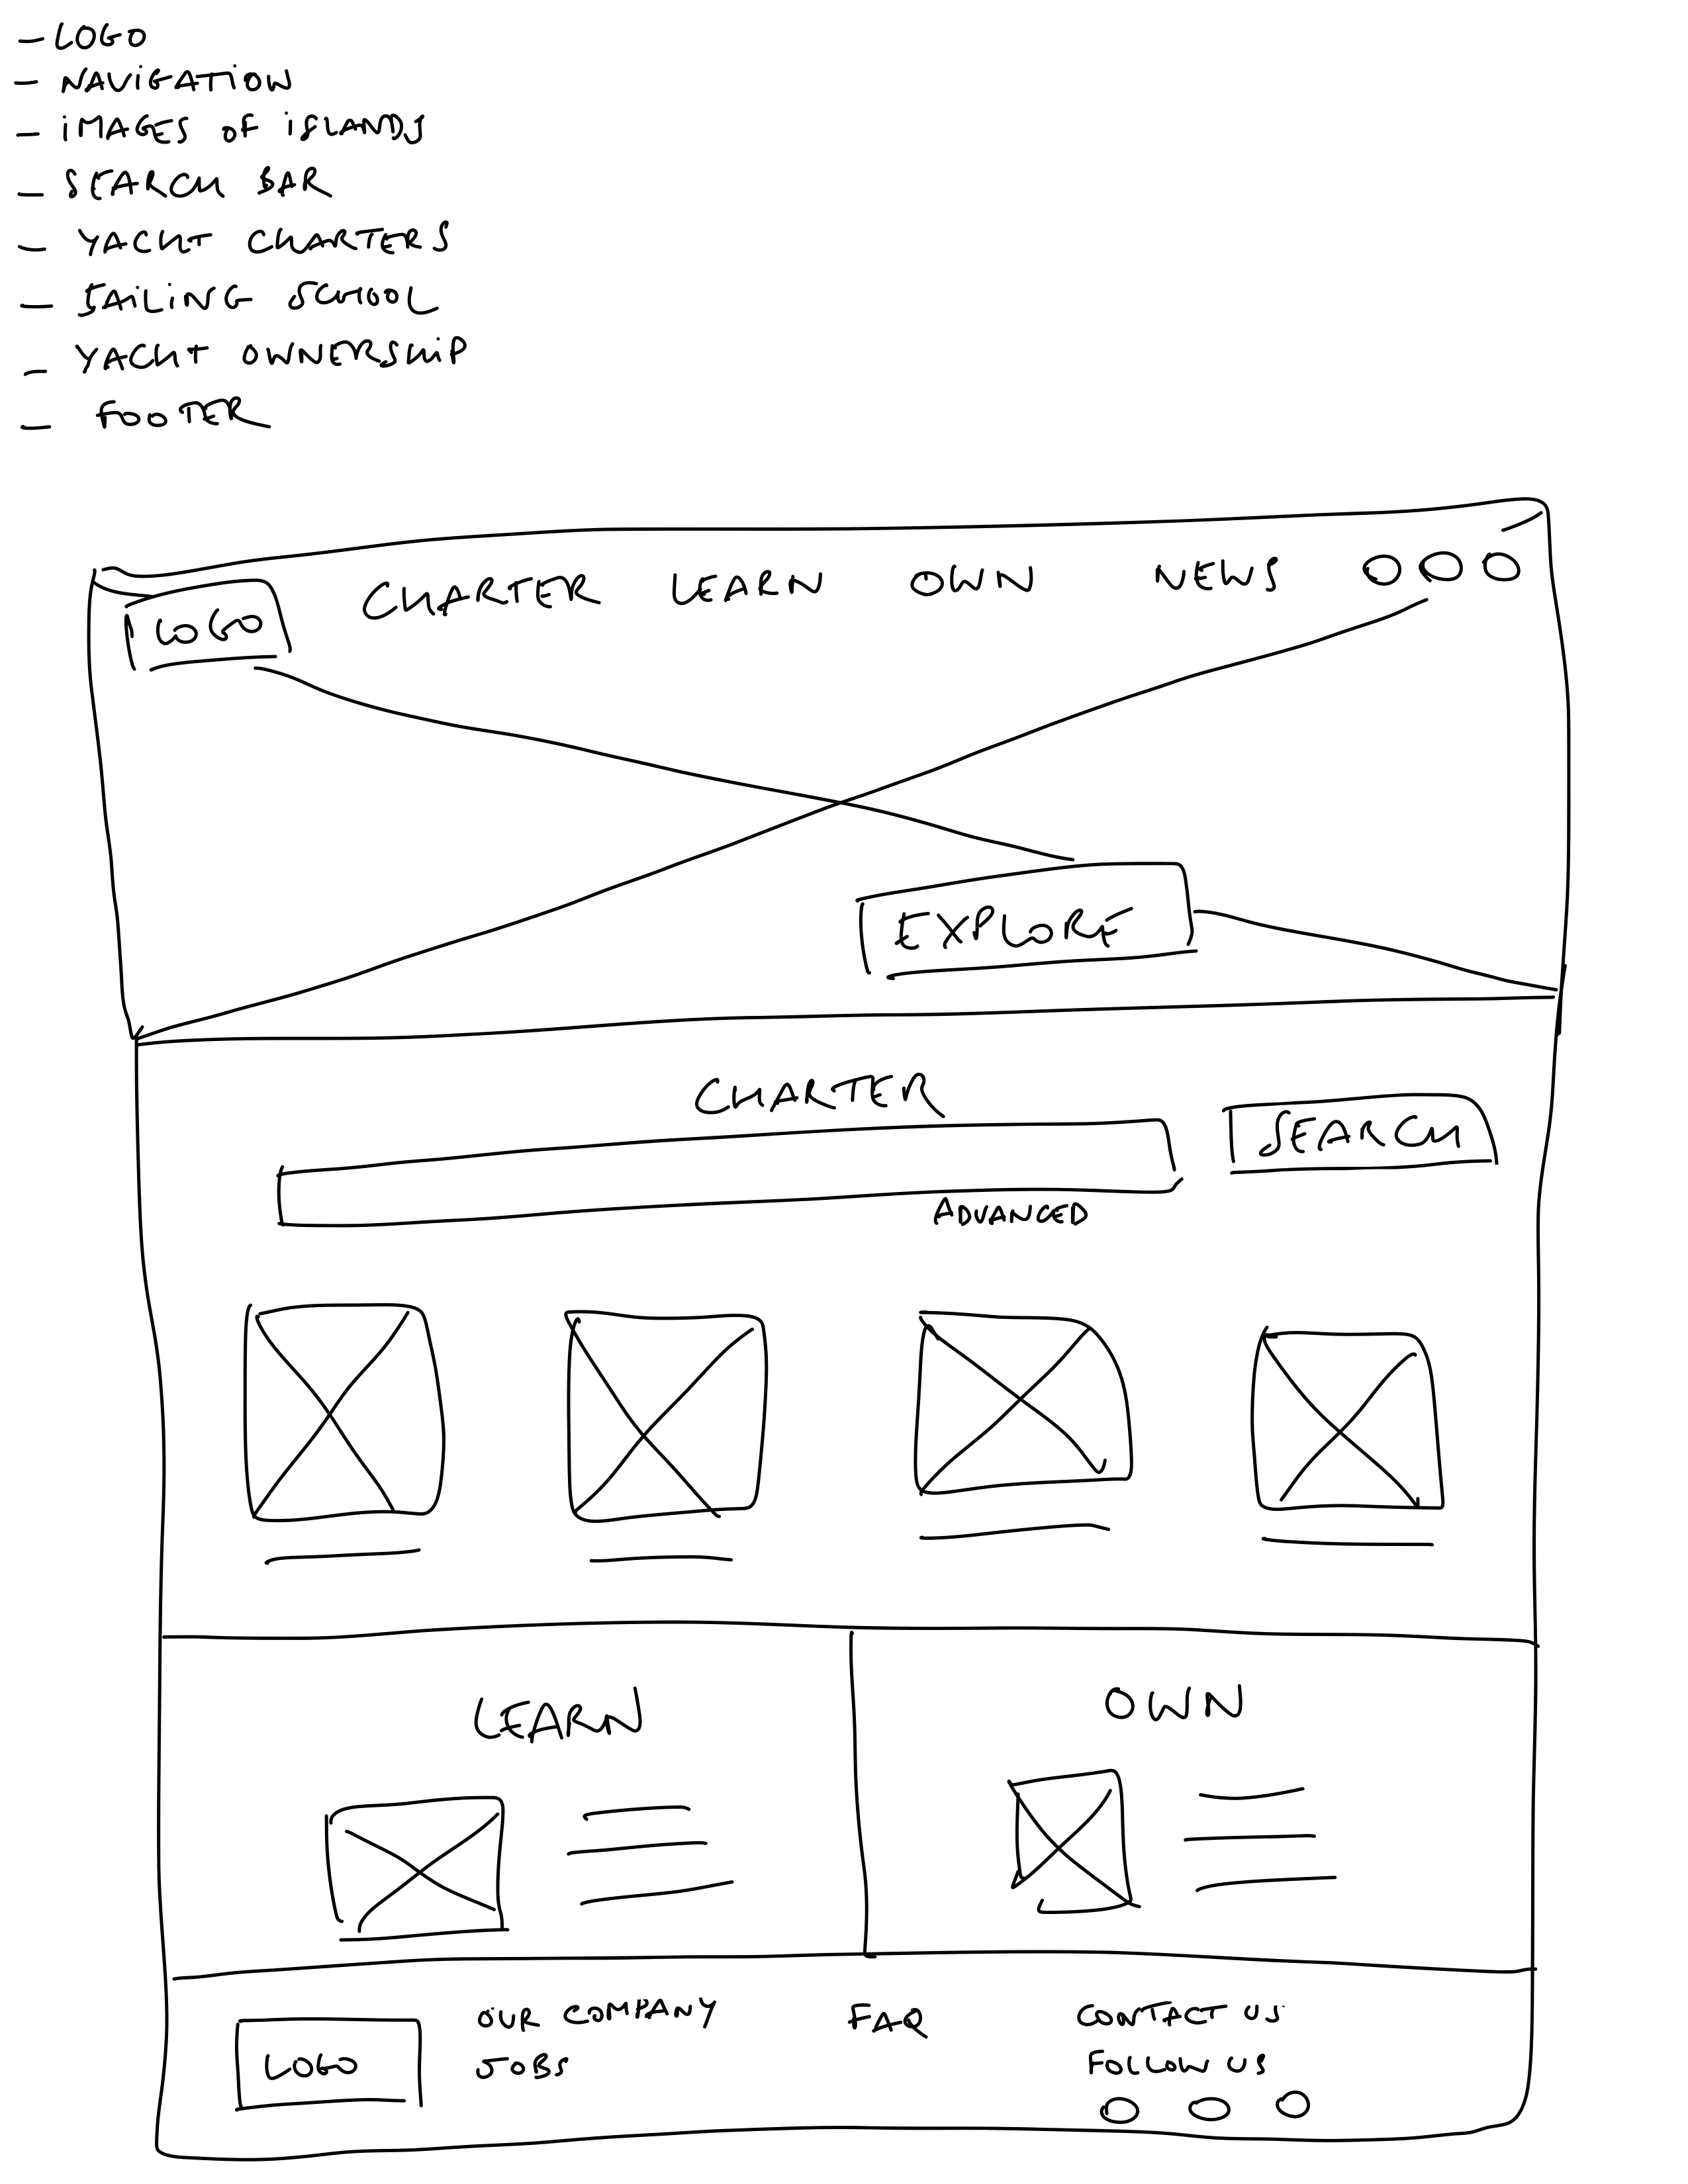 - LOGO
- NAViGATiON
- iMAGES OF iSLANDS
- SEARCH BAR
- YACHT CHARTERS
- SAiLiNG SCHOOL
- YACHT OWNERSHiP
- FOOTER
LOGO CHARTER LEARN OWN NEWS
EXPLORE
CHARTER
SEARCH
ADVANCED
LEARN OWN
LOGO
OUR COMPANY
JOBS
FAQ
CONTACT US
FOLLOW US